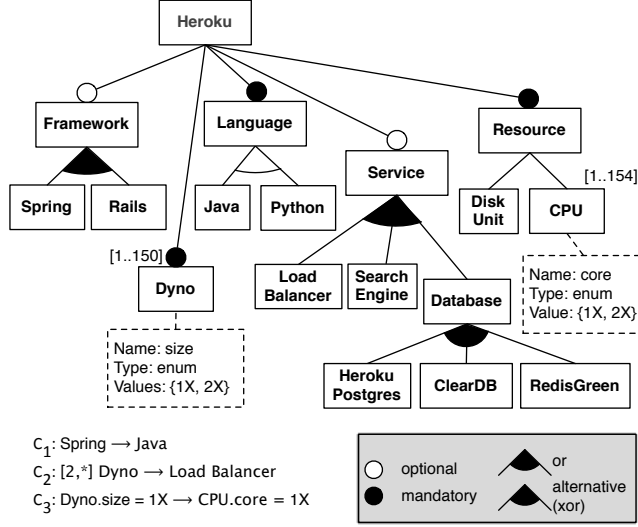 Heroku
Framework
Language
Service
Resource
Spring
Rails
Java
Python
Disk
Unit
[1..154]
CPU
[1..150]
Dyno
Load
Balancer
Search
Engine
Database
Name: core
Type: enum
Value: {1X, 2X}
Name: size
Type: enum
Values: {1X, 2X}
Heroku
Postgres
ClearDB
RedisGreen
C1: Spring → Java
C2: [2,*] Dyno → Load Balancer
C3: Dyno.size = 1X → CPU.core = 1X
optional
or
mandatory
alternative
(xor)